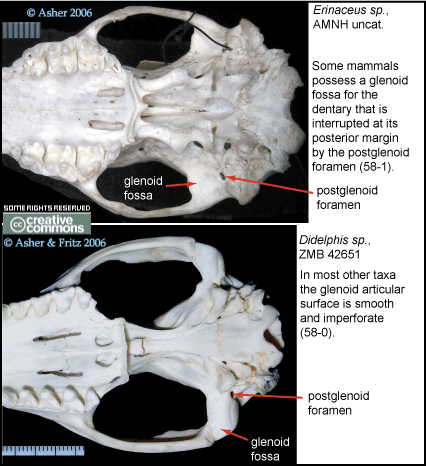 © Asher 2006
Erinaceus sp.,
AMNH uncat.
Some mammals
possess a glenoid
fossa for the
dentary that is
interrupted at its
posterior margin
by the postglenoid
foramen (58-1).
glenoid
fossa
postglenoid
foramen
SOME RIGHTS RESERVED
cc creative
commons
© Asher & Fritz 2006
Didelphis sp.,
ZMB 42651
In most other taxa
the glenoid articular
surface is smooth
and imperforate
(58-0).
postglenoid
foramen
glenoid
fossa